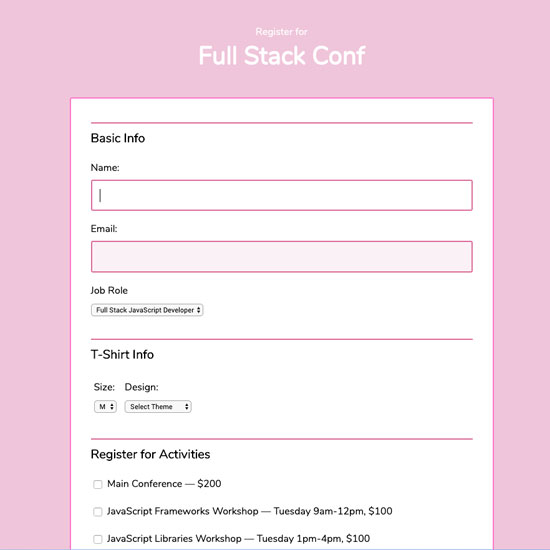 Register for
Full Stack Conf
Basic Info
Name:
Email:
Job Role
Full Stack JavaScript Developer
T-Shirt Info
Size: Design:
M Select Theme
Register for Activities
Main Conference — $200
JavaScript Frameworks Workshop — Tuesday 9am-12pm, $100
JavaScript Libraries Workshop — Tuesday 1pm-4pm, $100